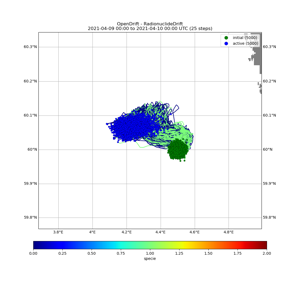 OpenDrift - RadionuclideDrift
2021-04-09 00:00 to 2021-04-10 00:00 UTC (25 steps)
initial (5000)
active (5000)
60.3°N 60.3°N
60.2°N 60.2°N
60.1°N 60.1°N
60°N 60°N
59.9°N 59.9°N
59.8°N 59.8°N
3.8°E 4°E 4.2°E 4.4°E 4.6°E 4.8°E
0.00 0.25 0.50 0.75 1.00 1.25 1.50 1.75 2.00
specie